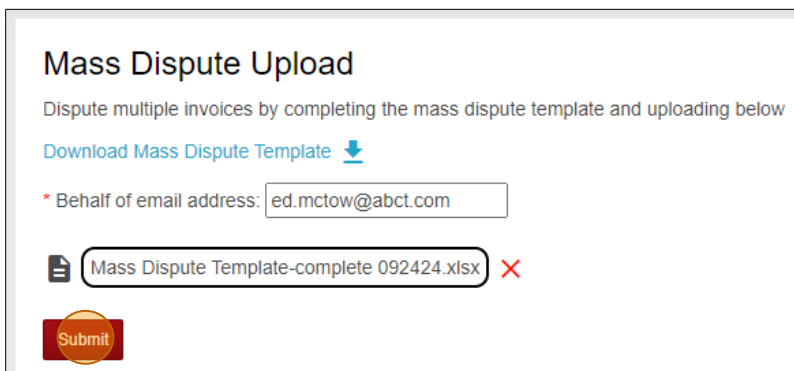 Mass Dispute Upload
Dispute multiple invoices by completing the mass dispute template and uploading below
Download Mass Dispute Template
* Behalf of email address: ed.mctow@abct.com
Mass Dispute Template-complete 092424.xlsx
Submit